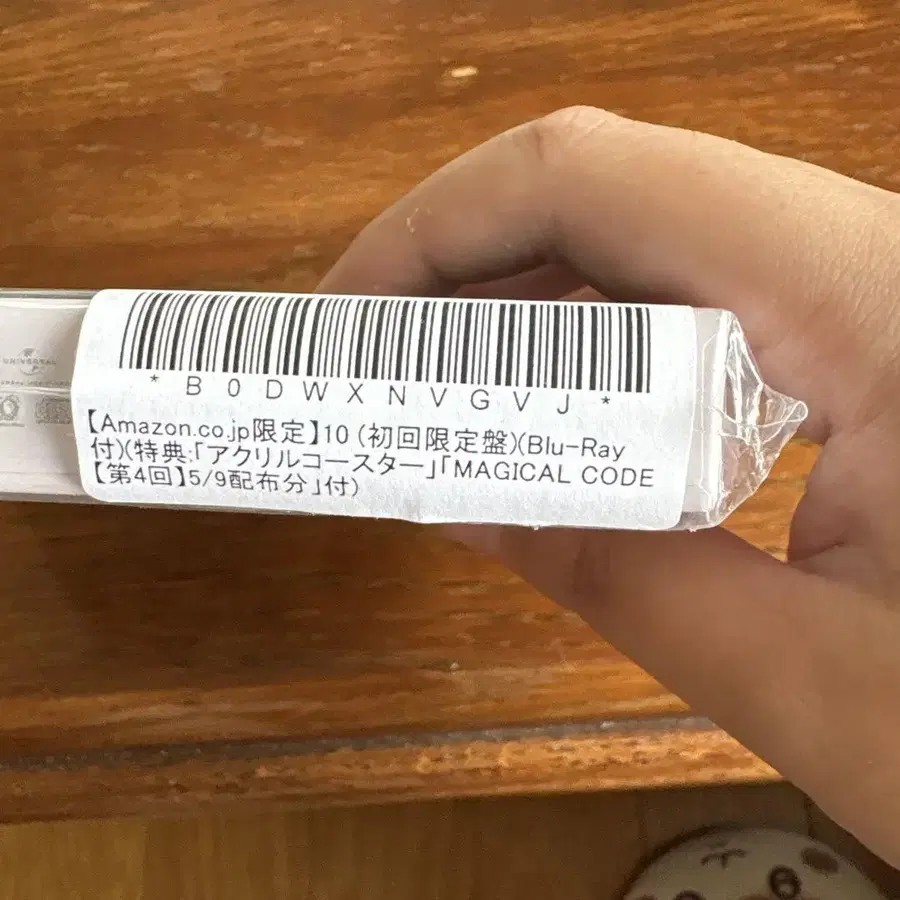 * B 0 D W X N V G V J *
【Amazon.co.jp限定】10 (初回限定盤)(Blu-Ray
付)(特典:「アクリルコースター」「MAGICAL CODE
【第4回】5/9配布分」付)